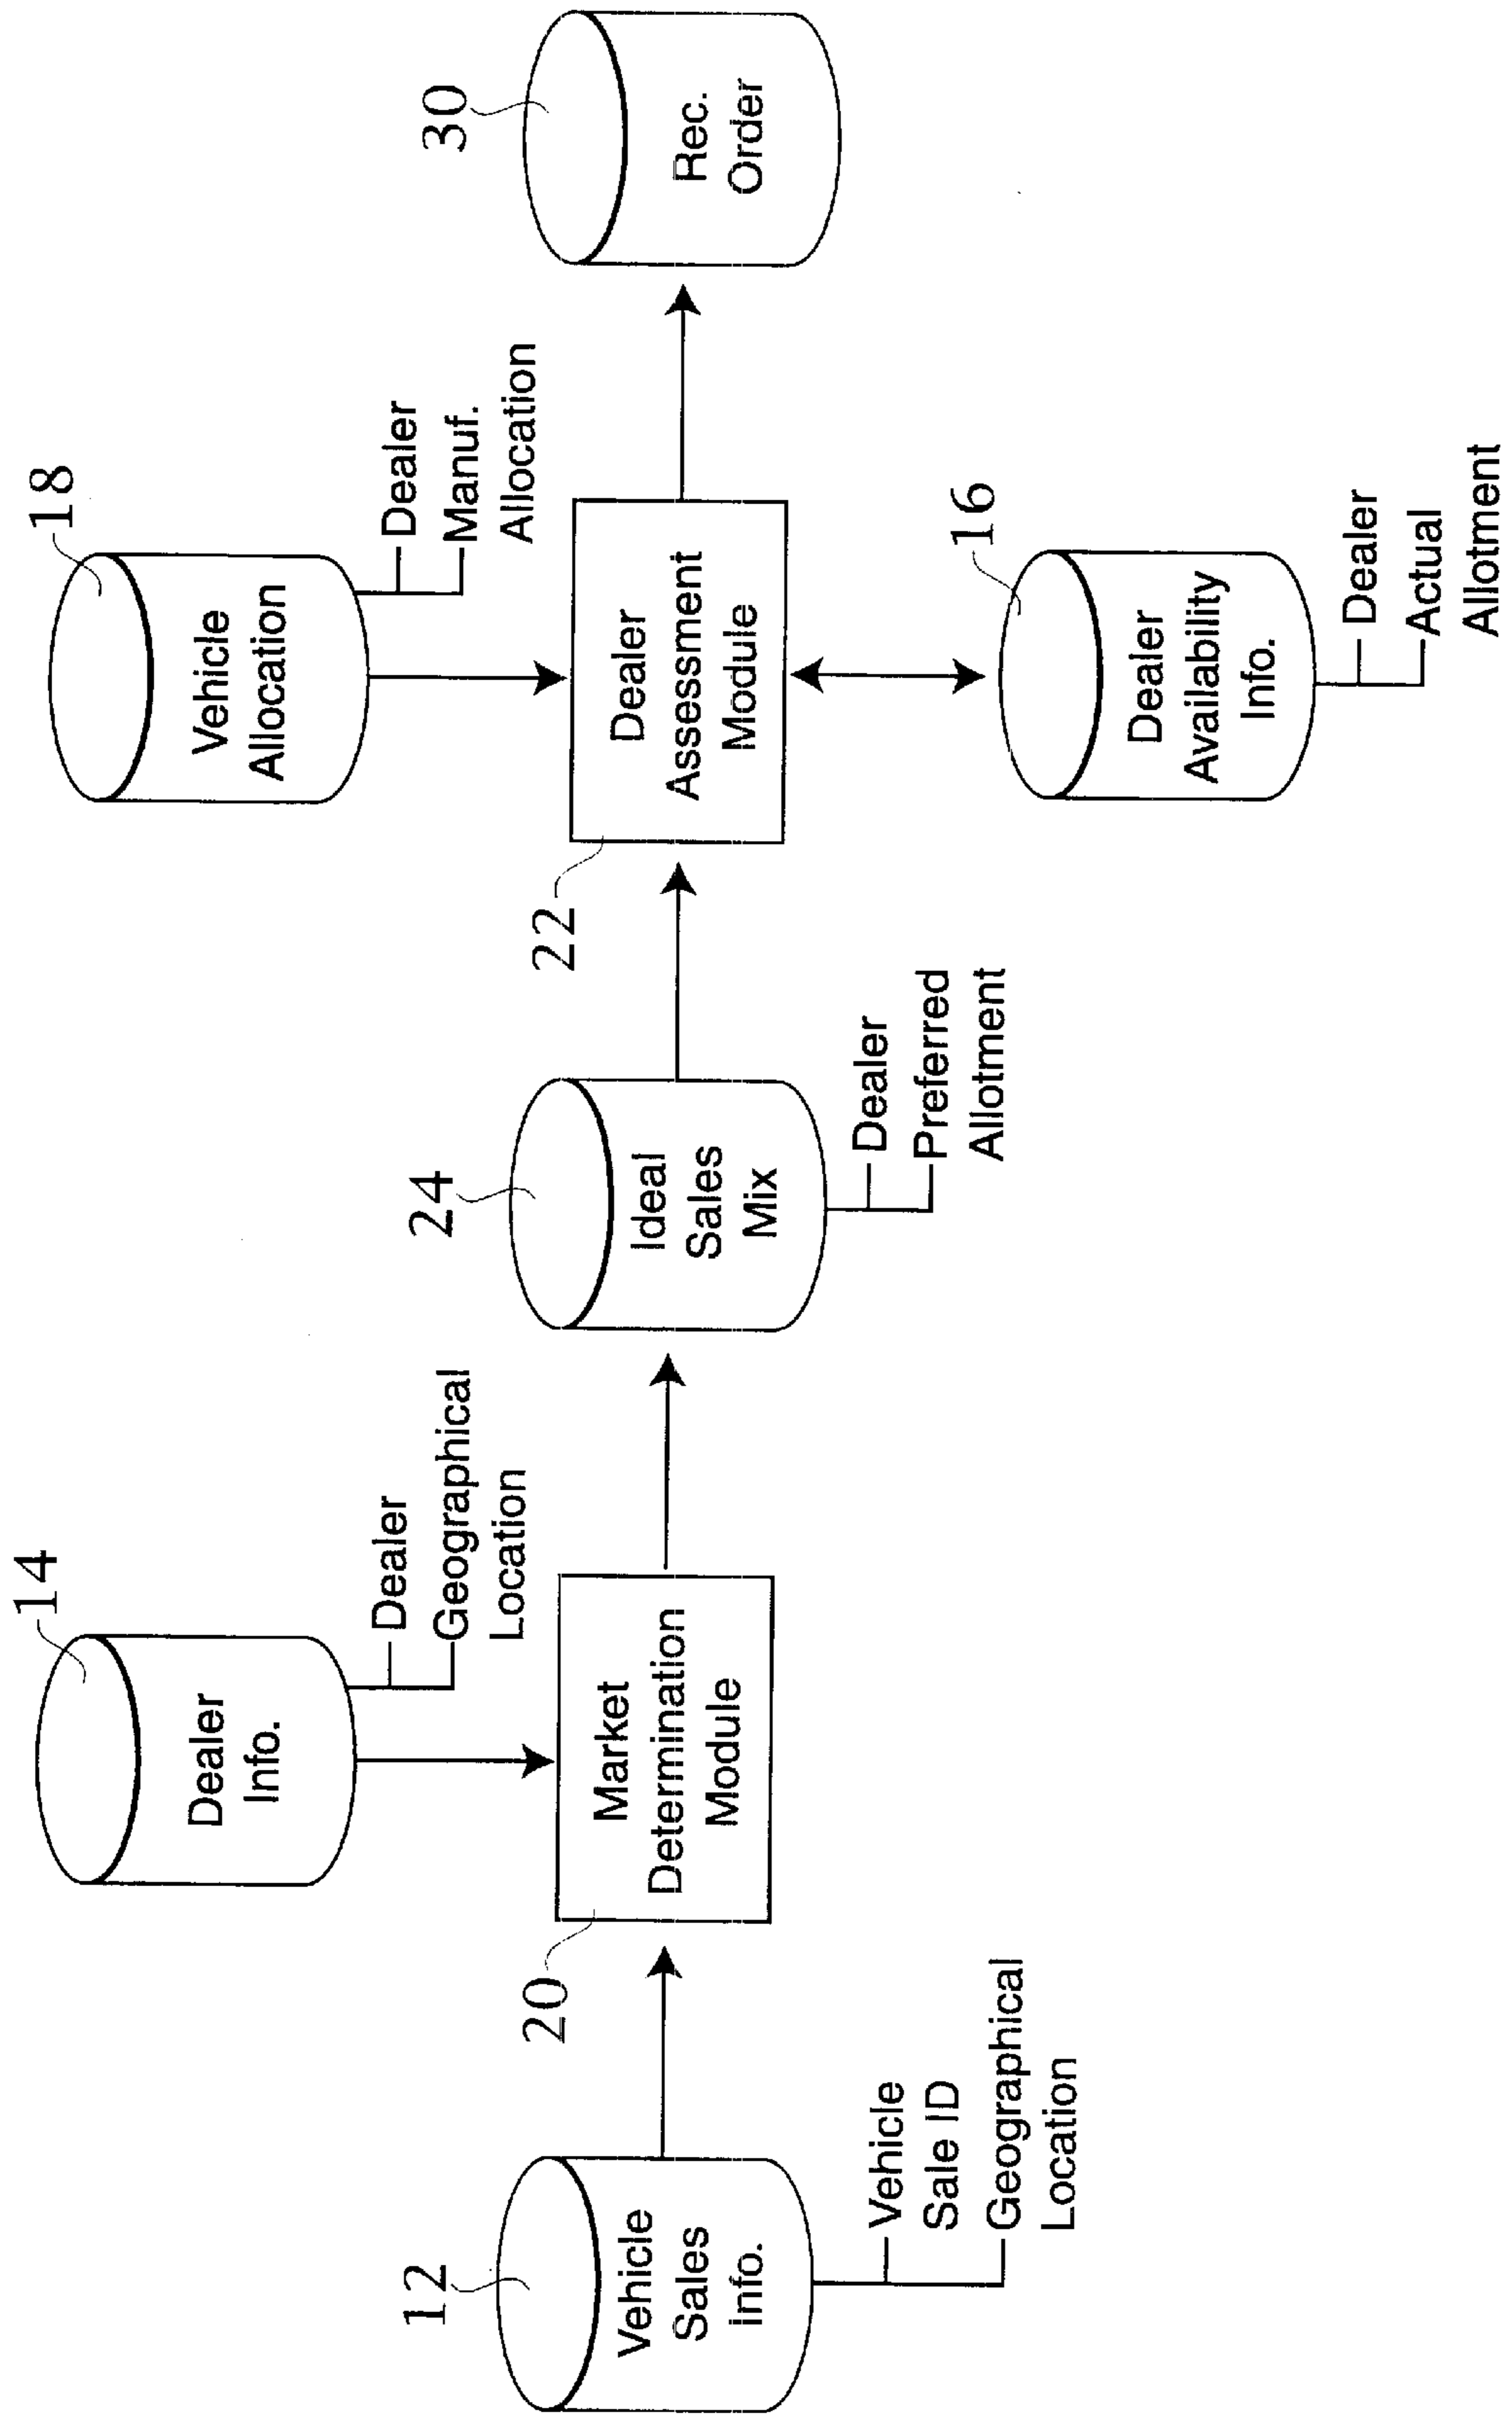 14
Dealer
Info.
Dealer
Geographical
Location
18
Vehicle
Allocation
Dealer
Manuf.
Allocation
12
Vehicle
Sales
info.
Vehicle
Sale ID
Geographical
Location
20
Market
Determination
Module
24
Ideal
Sales
Mix
Dealer
Preferred
Allotment
22
Dealer
Assessment
Module
30
Rec.
Order
16
Dealer
Availability
Info.
Dealer
Actual
Allotment